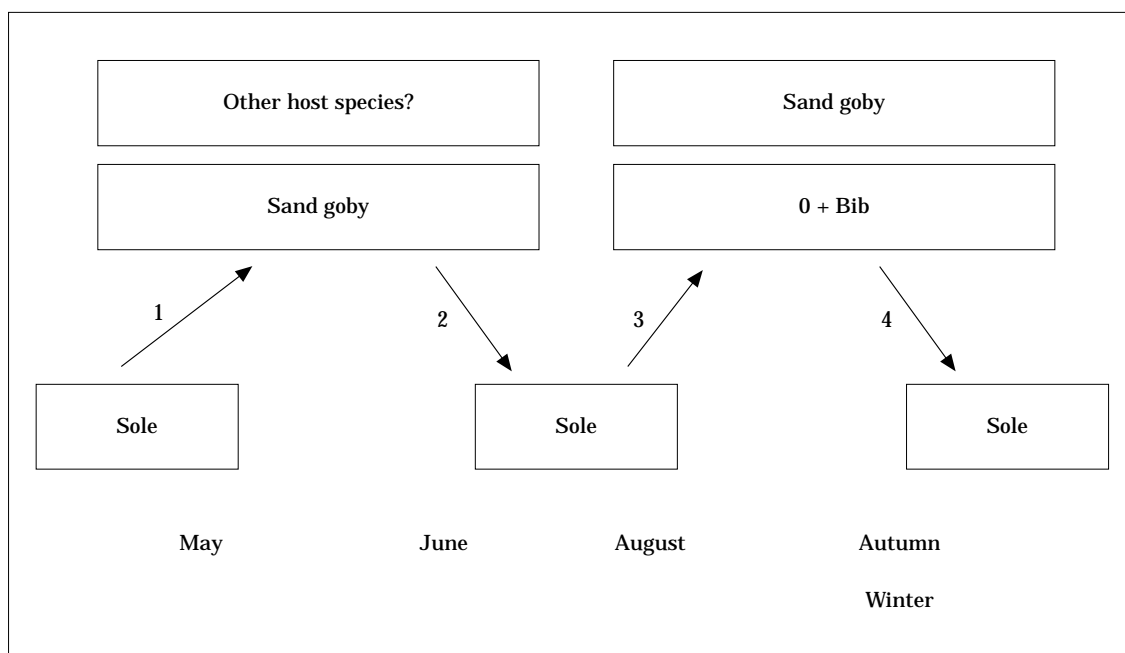 Other host species?
Sand goby
Sand goby
0 + Bib
1
2
3
4
Sole
Sole
Sole
May
June
August
Autumn
Winter